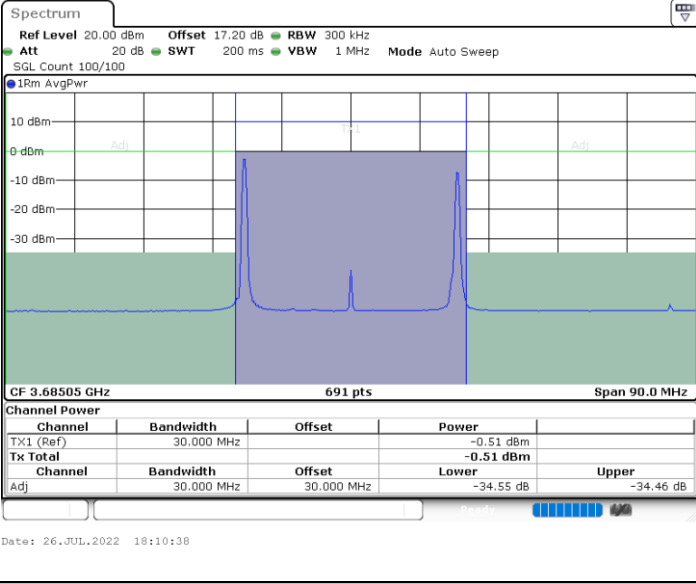 Spectrum
Ref Level 20.00 dBm Offset 17.20 dB RBW 300 kHz
Att 20 dB SWT 200 ms VBW 1 MHz Mode Auto Sweep
SGL Count 100/100
1Rm AvgPwr
10 dBm
TX1
Adj
Adj
0 dBm
-10 dBm
-20 dBm
-30 dBm
CF 3.68505 GHz 691 pts Span 90.0 MHz
Channel Power
Channel Bandwidth Offset Power
TX1 (Ref) 30.000 MHz -0.51 dBm
Tx Total -0.51 dBm
Channel Bandwidth Offset Lower Upper
Adj 30.000 MHz 30.000 MHz -34.55 dB -34.46 dB
Ready
Date: 26.JUL.2022 18:10:38